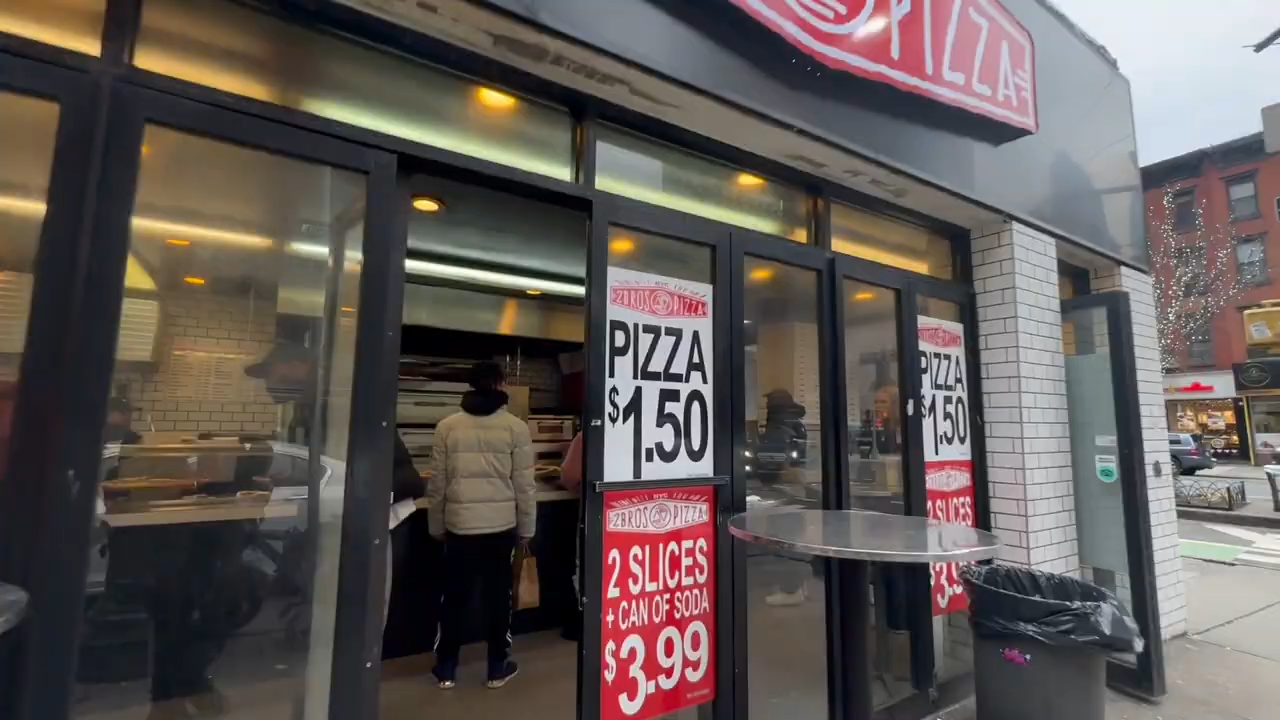 PIZZA
2BROS PIZZA
PIZZA
$1.50
2BROS PIZZA
2 SLICES
+ CAN OF SODA
$3.99
PIZZA
$1.50
2 SLICES